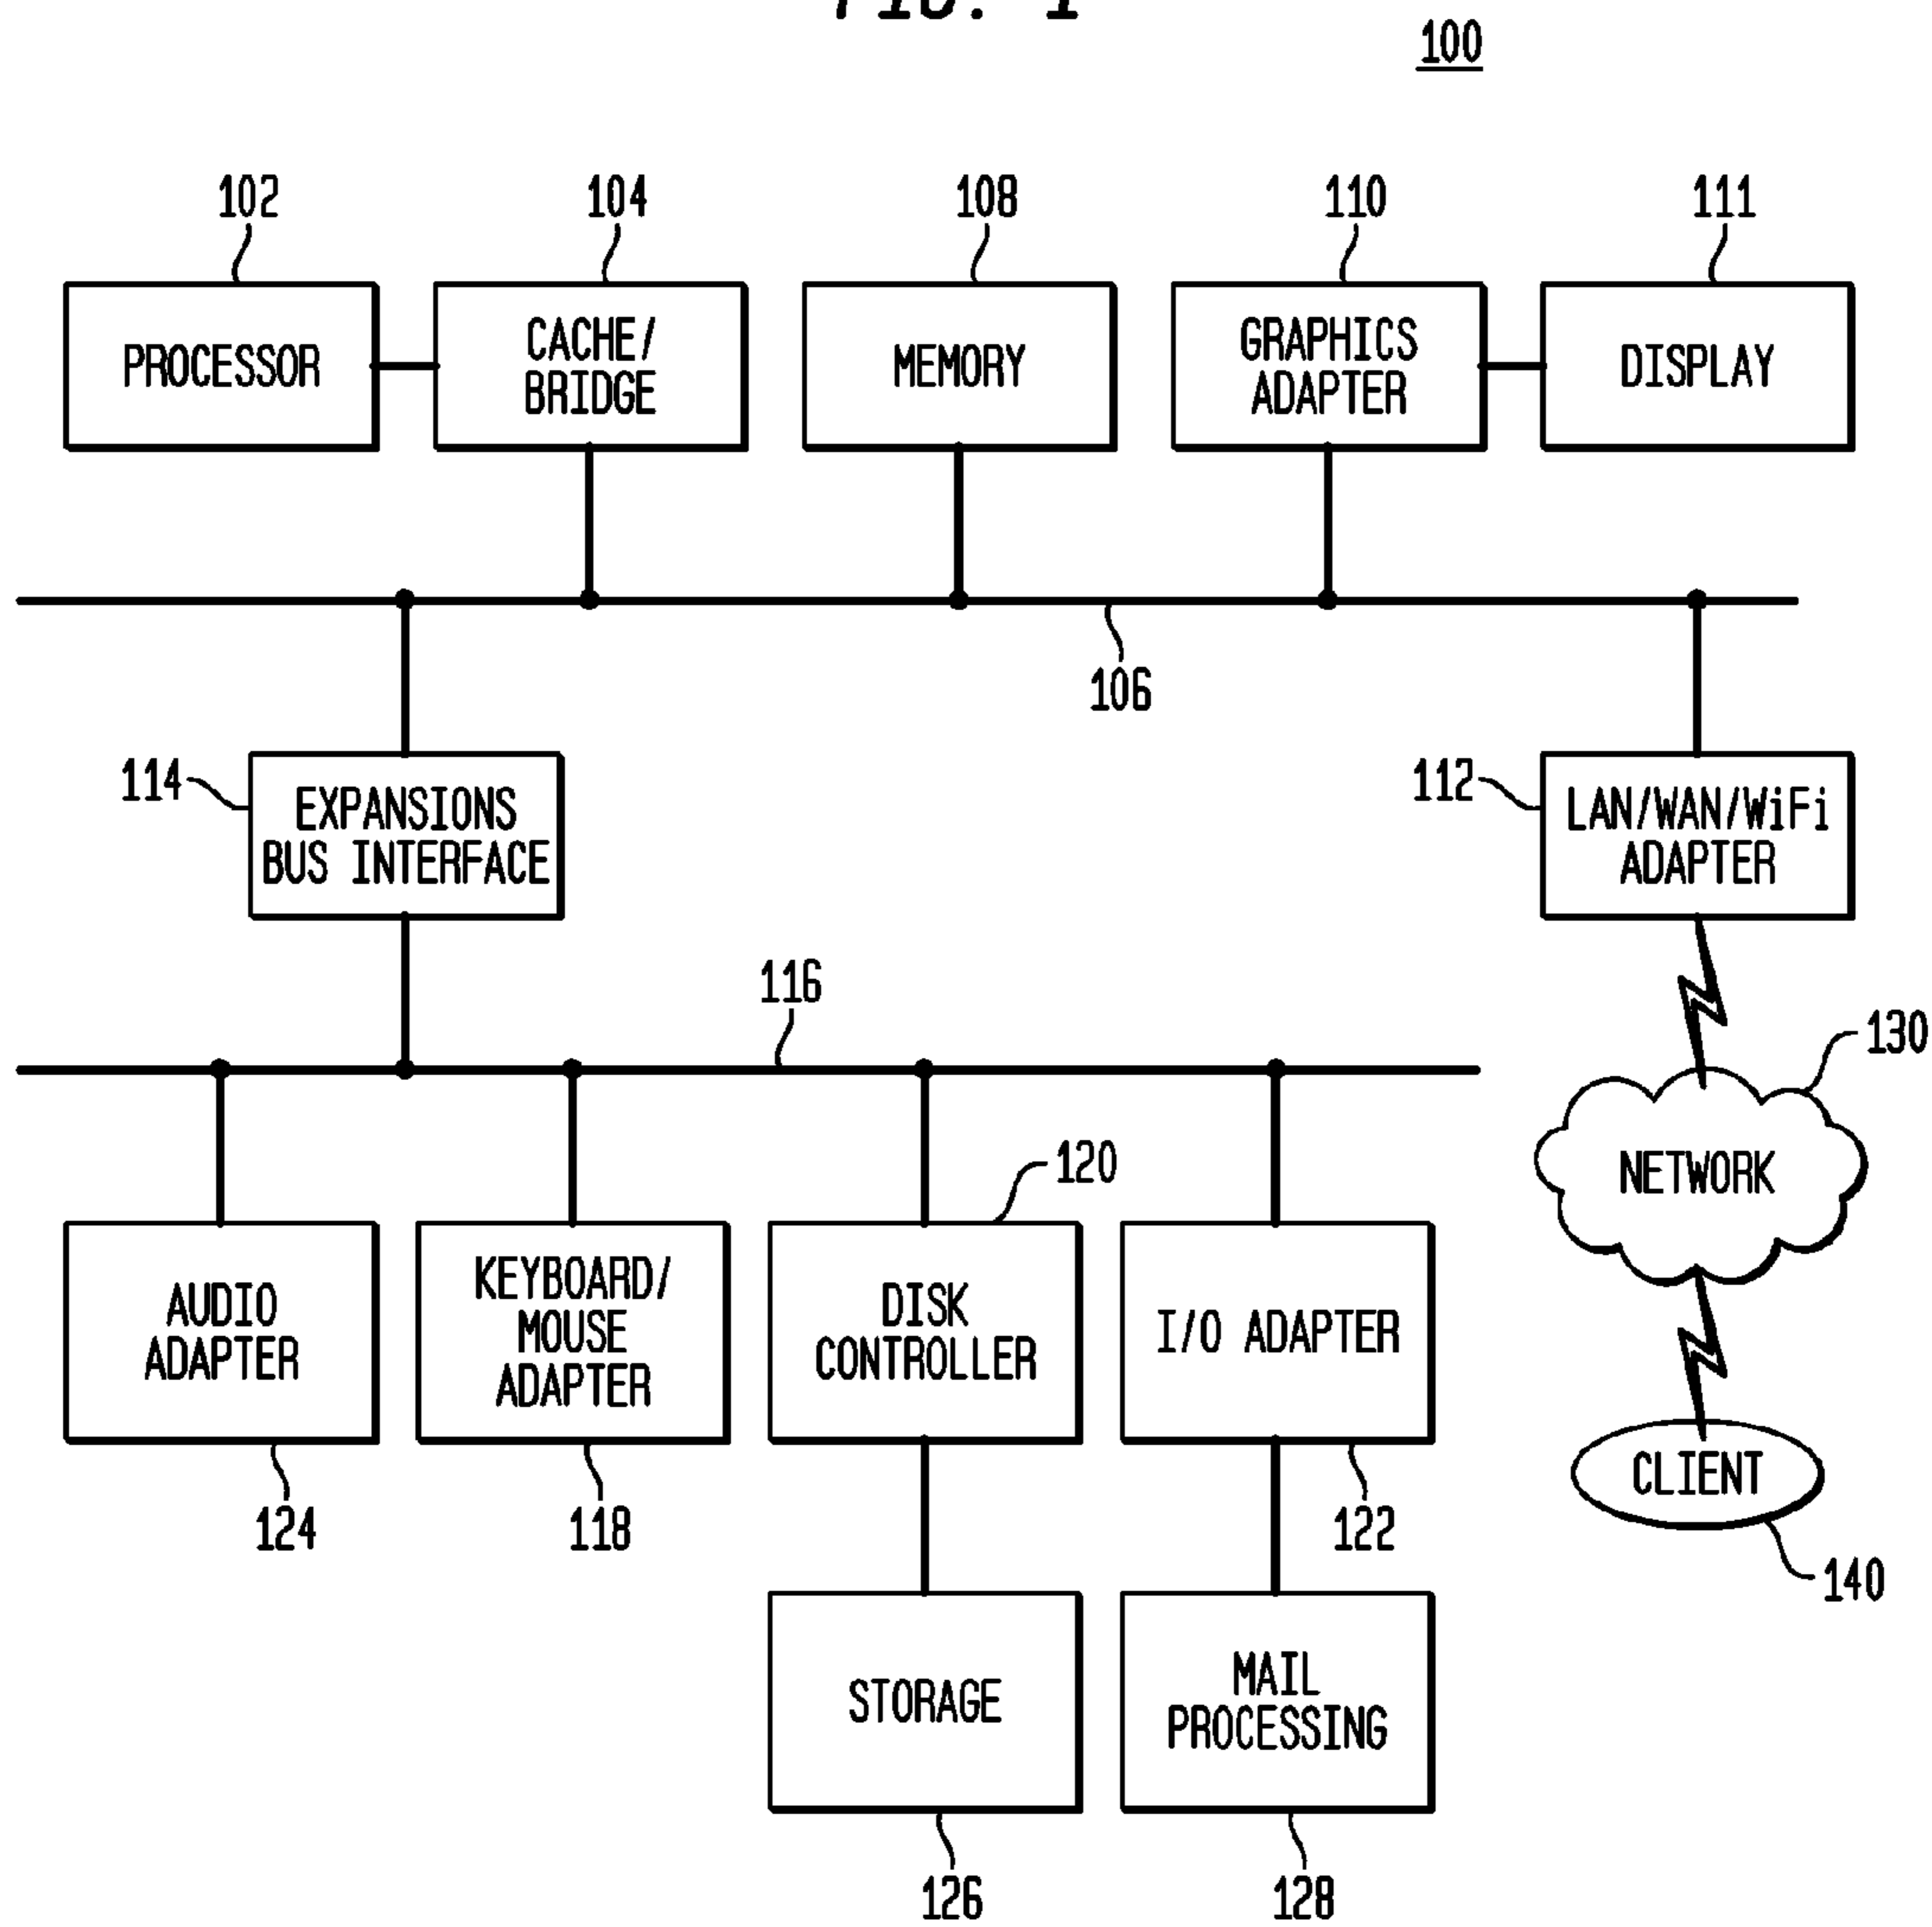 FIG. 1
100
102
104
108
110
111
PROCESSOR
CACHE/
BRIDGE
MEMORY
GRAPHICS
ADAPTER
DISPLAY
106
114
EXPANSIONS
BUS INTERFACE
112
LAN/WAN/WiFi
ADAPTER
116
130
NETWORK
120
AUDIO
ADAPTER
KEYBOARD/
MOUSE
ADAPTER
DISK
CONTROLLER
I/O ADAPTER
CLIENT
124
118
122
140
STORAGE
MAIL
PROCESSING
126
128